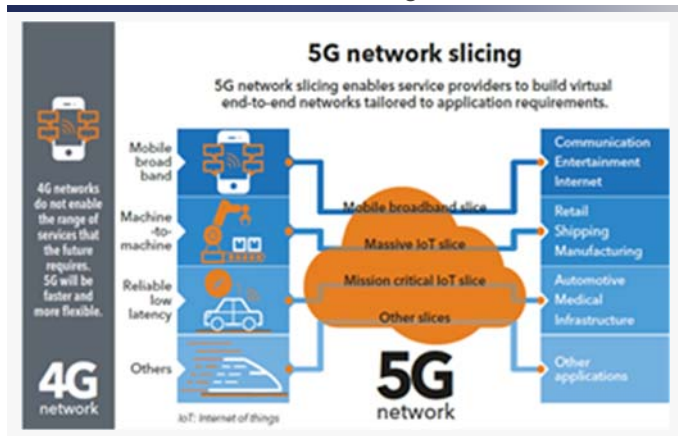 5G network slicing
5G network slicing enables service providers to build virtual
end-to-end networks tailored to application requirements.
4G networks
do not enable
the range of
services that
the future
requires.
5G will be
faster and
more flexible.
4G
network
Mobile
broad
band
Machine
-to-
machine
Reliable
low
latency
Others
Mobile broadband slice
Massive IoT slice
Mission critical IoT slice
Other slices
5G
network
Communication
Entertainment
Internet
Retail
Shipping
Manufacturing
Automotive
Medical
Infrastructure
Other
applications
IoT: Internet of things